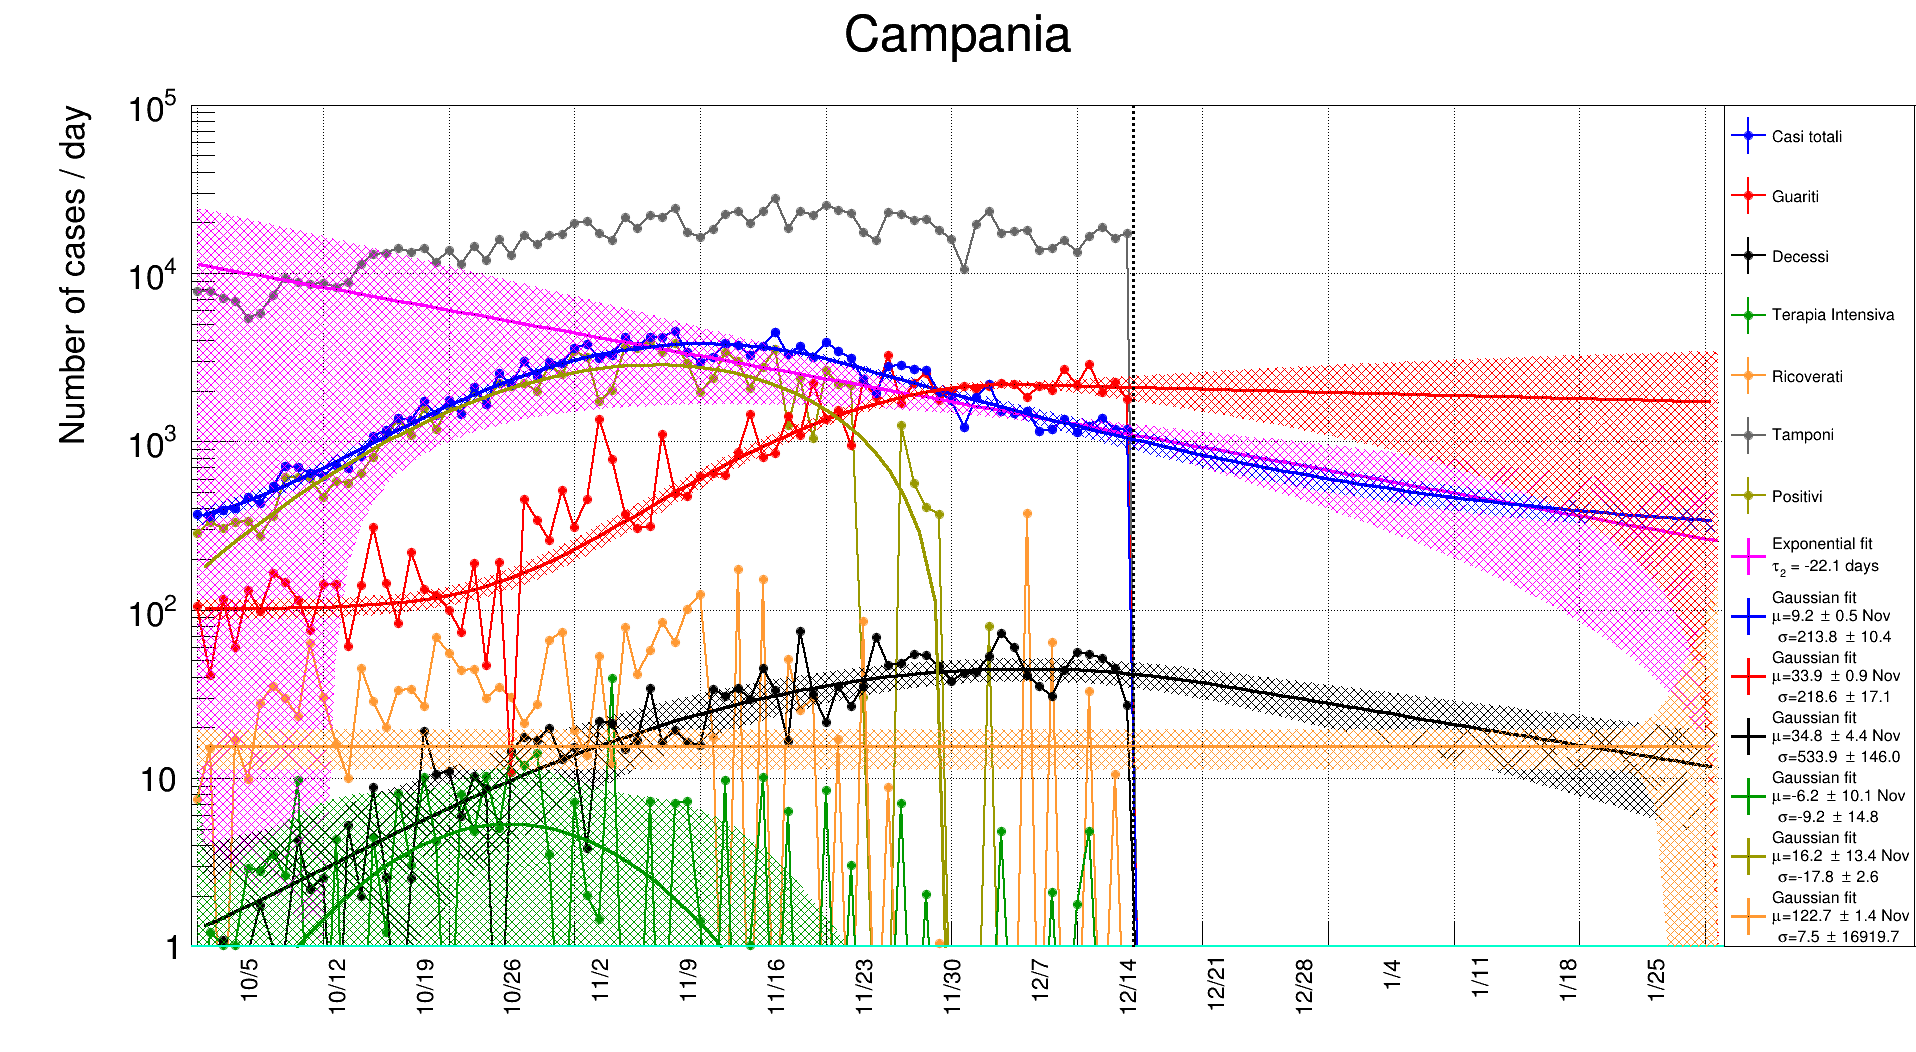 Campania
Number of cases / day
10^5
10^4
10^3
10^2
10
1
10/5
10/12
10/19
10/26
11/2
11/9
11/16
11/23
11/30
12/7
12/14
12/21
12/28
1/4
1/11
1/18
1/25
Casi totali
Guariti
Decessi
Terapia Intensiva
Ricoverati
Tamponi
Positivi
Exponential fit
τ₂ = -22.1 days
Gaussian fit
μ=9.2 ± 0.5 Nov
σ=213.8 ± 10.4
Gaussian fit
μ=33.9 ± 0.9 Nov
σ=218.6 ± 17.1
Gaussian fit
μ=34.8 ± 4.4 Nov
σ=533.9 ± 146.0
Gaussian fit
μ=-6.2 ± 10.1 Nov
σ=-9.2 ± 14.8
Gaussian fit
μ=16.2 ± 13.4 Nov
σ=-17.8 ± 2.6
Gaussian fit
μ=122.7 ± 1.4 Nov
σ=7.5 ± 16919.7